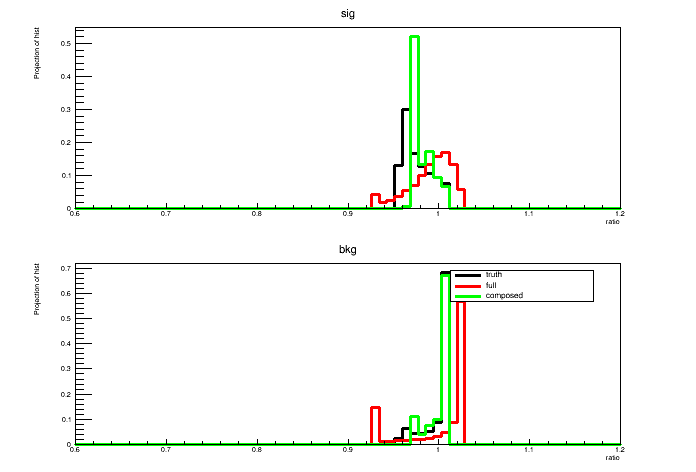 sig
Projection of hist
0.5
0.4
0.3
0.2
0.1
0
0.6 0.7 0.8 0.9 1 1.1 1.2
ratio
bkg
Projection of hist
0.7
0.6
0.5
0.4
0.3
0.2
0.1
0
truth
full
composed
0.6 0.7 0.8 0.9 1 1.1 1.2
ratio